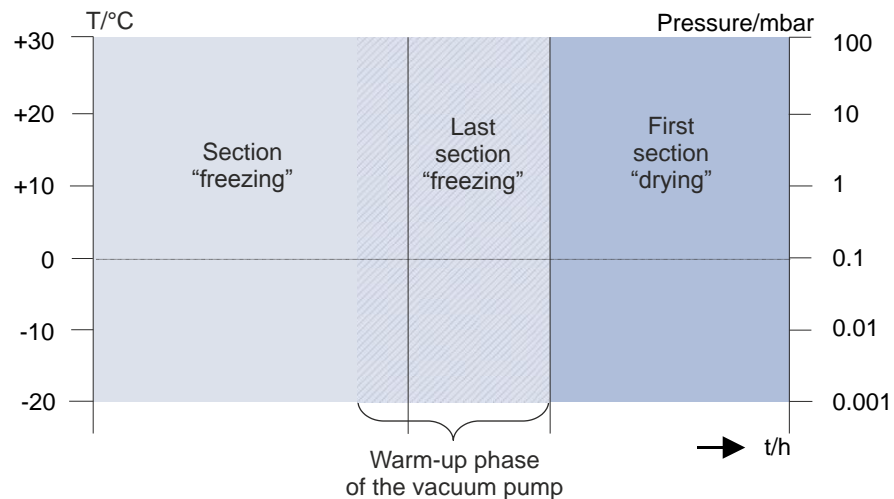 T/°C
Pressure/mbar
+30
+20
+10
0
-10
-20
100
10
1
0.1
0.01
0.001
Section
“freezing”
Last
section
“freezing”
First
section
“drying”
t/h
Warm-up phase
of the vacuum pump